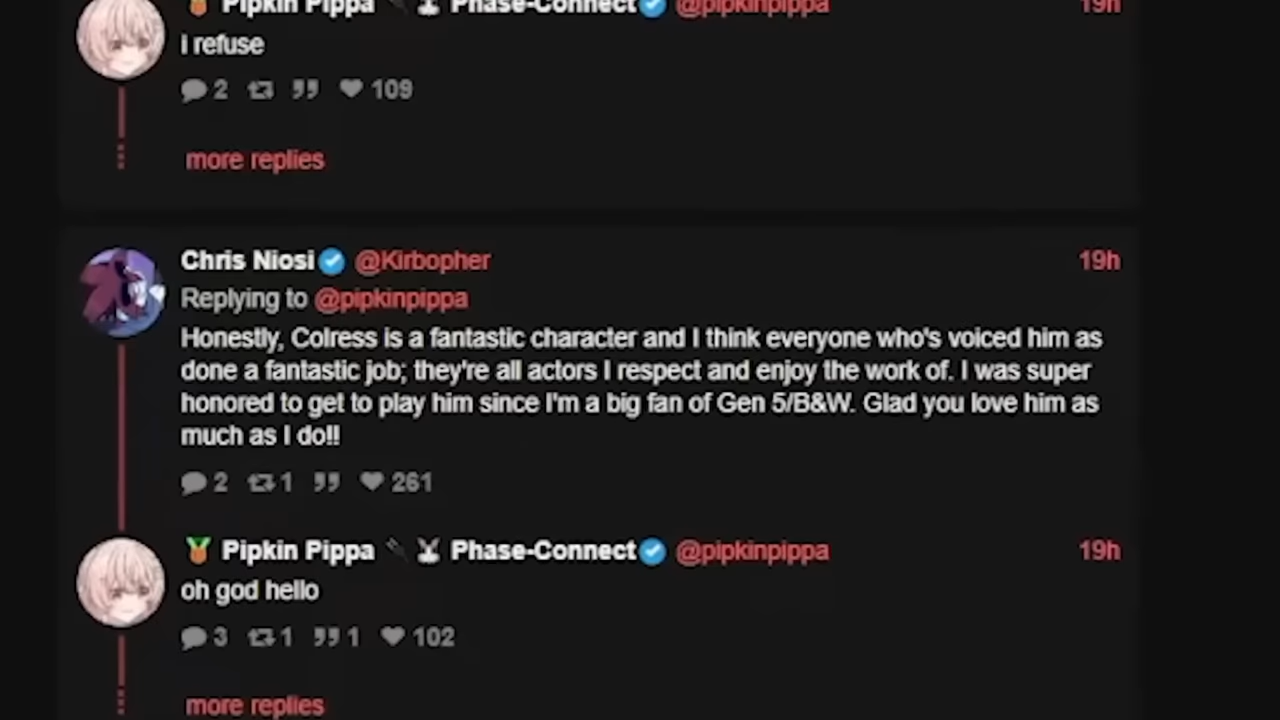 Pipkin Pippa Phase-Connect @pipkinpippa 19h
i refuse
2 109
more replies
Chris Niosi @Kirbopher 19h
Replying to @pipkinpippa
Honestly, Colress is a fantastic character and I think everyone who's voiced him as
done a fantastic job; they're all actors I respect and enjoy the work of. I was super
honored to get to play him since I'm a big fan of Gen 5/B&W. Glad you love him as
much as I do!!
2 1 261
Pipkin Pippa Phase-Connect @pipkinpippa 19h
oh god hello
3 1 1 102
more replies